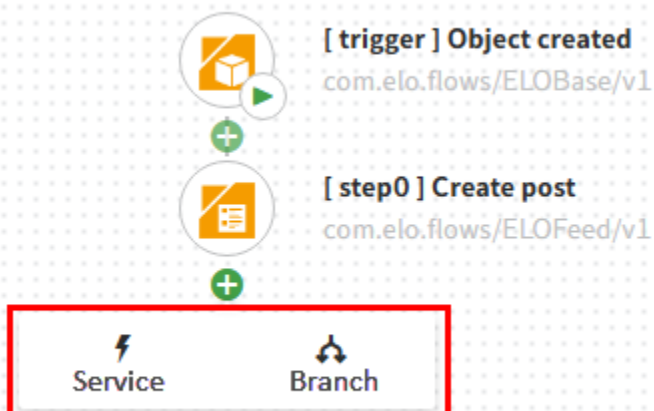 [ trigger ] Object created
com.elo.flows/ELOBase/v1
[ step0 ] Create post
com.elo.flows/ELOFeed/v1
Service Branch